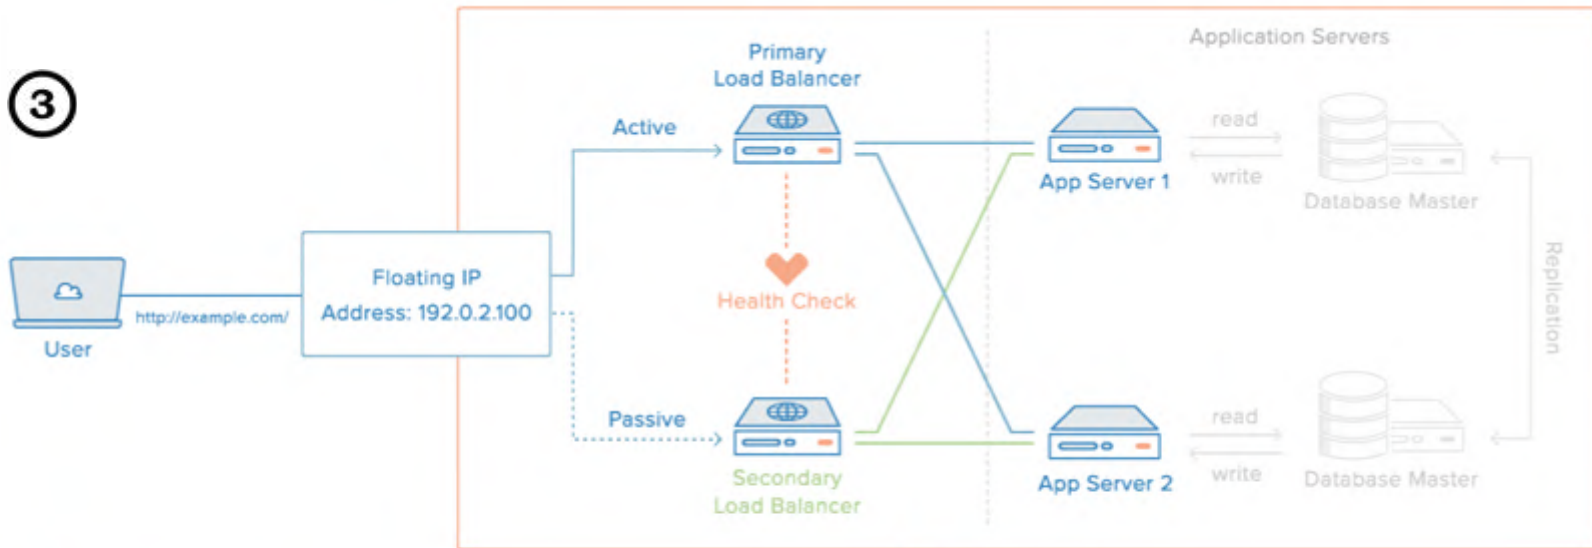 3
Application Servers
Primary
Load Balancer
Active
App Server 1
read
write
Database Master
Floating IP
Address: 192.0.2.100
http://example.com/
User
Health Check
Replication
Passive
Secondary
Load Balancer
App Server 2
read
write
Database Master